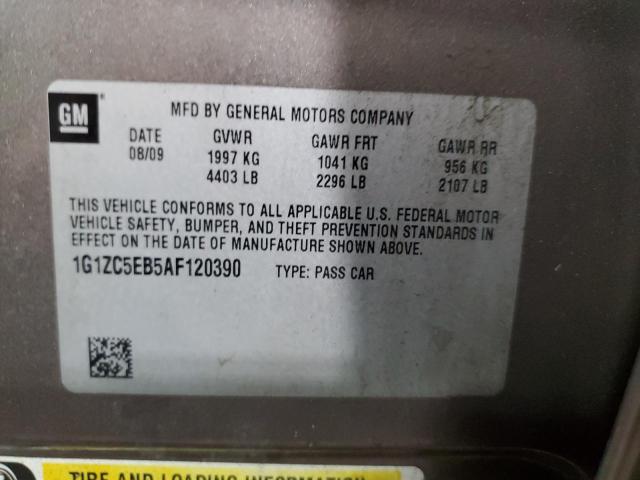 GM
MFD BY GENERAL MOTORS COMPANY
DATE GVWR GAWR FRT GAWR RR
08/09 1997 KG 1041 KG 956 KG
4403 LB 2296 LB 2107 LB
THIS VEHICLE CONFORMS TO ALL APPLICABLE U.S. FEDERAL MOTOR
VEHICLE SAFETY, BUMPER, AND THEFT PREVENTION STANDARDS IN
EFFECT ON THE DATE OF MANUFACTURE SHOWN ABOVE.
1G1ZC5EB5AF120390 TYPE: PASS CAR
TIRE AND LOADING INFORMATION